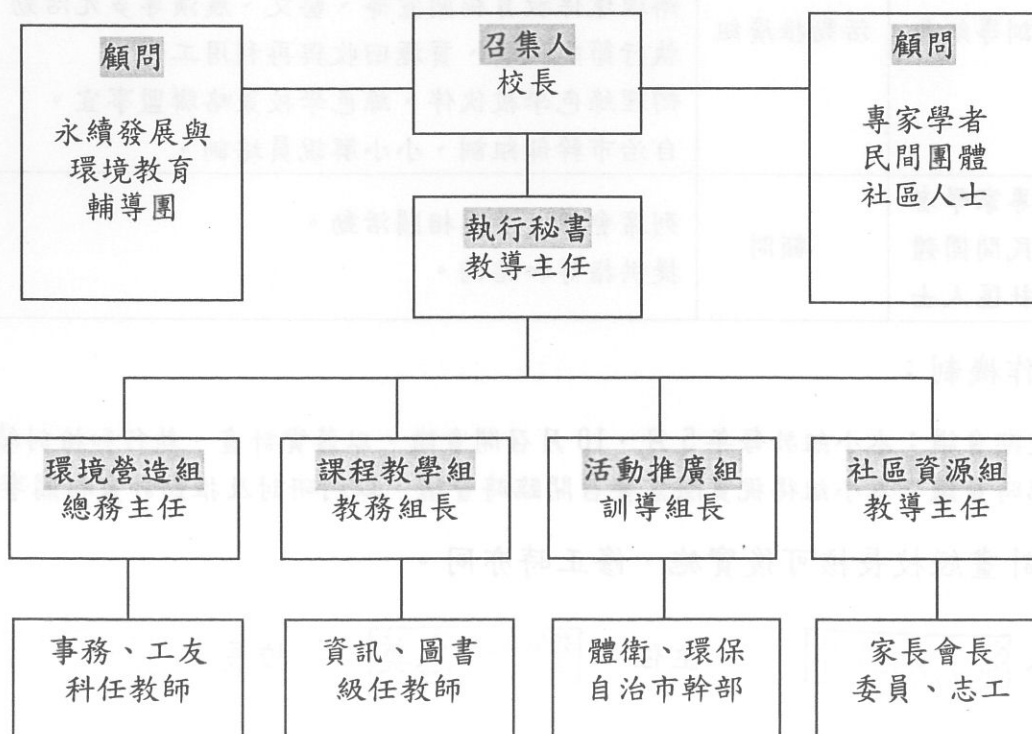 顧問
永續發展與
環境教育
輔導團
召集人
校長
顧問
專家學者
民間團體
社區人士
執行秘書
教導主任
環境營造組
總務主任
課程教學組
教務組長
活動推廣組
訓導組長
社區資源組
教導主任
事務、工友
科任教師
資訊、圖書
級任教師
體衛、環保
自治市幹部
家長會長
委員、志工